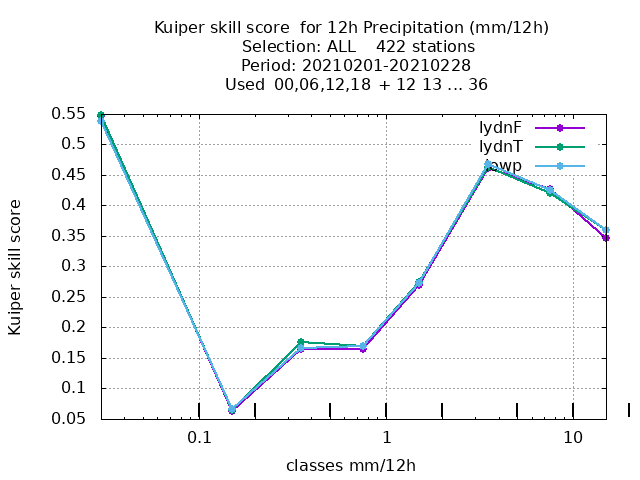 Kuiper skill score  for 12h Precipitation (mm/12h)
Selection: ALL    422 stations
Period: 20210201-20210228
Used  00,06,12,18  + 12 13 ... 36
0.55
0.5
0.45
0.4
0.35
0.3
0.25
0.2
0.15
0.1
0.05
Kuiper skill score
lydnF
lydnT
0.1
1
10
classes mm/12h